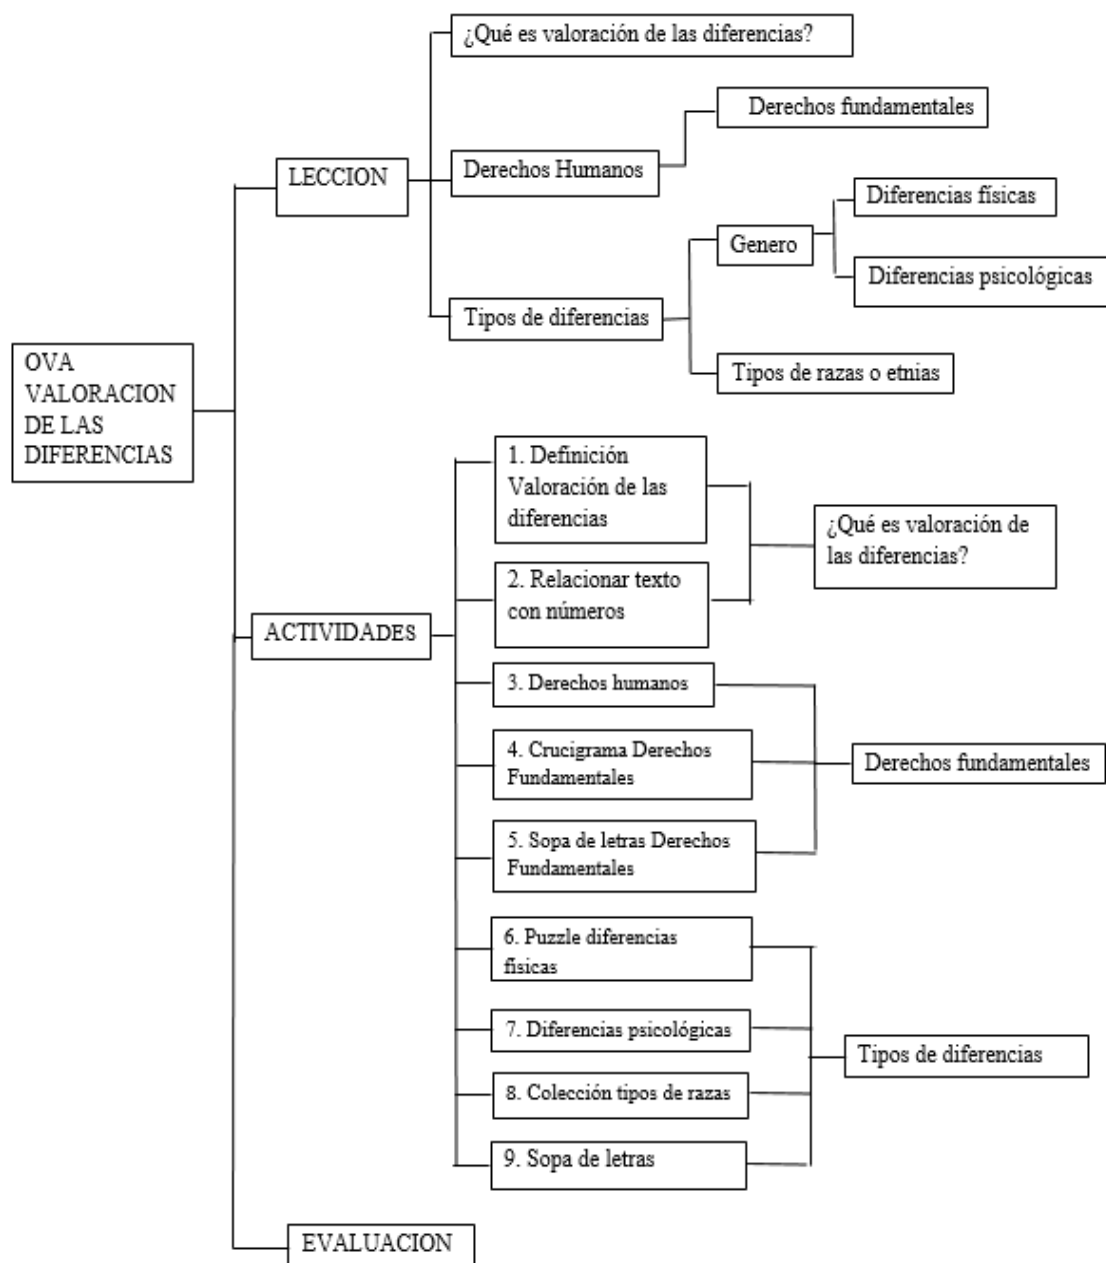 ¿Qué es valoración de las diferencias?
Derechos fundamentales
LECCION
Derechos Humanos
Diferencias físicas
Genero
Diferencias psicológicas
Tipos de diferencias
Tipos de razas o etnias
OVA
VALORACION
DE LAS
DIFERENCIAS
1. Definición
Valoración de las
diferencias
¿Qué es valoración de
las diferencias?
2. Relacionar texto
con números
ACTIVIDADES
3. Derechos humanos
4. Crucigrama Derechos
Fundamentales
Derechos fundamentales
5. Sopa de letras Derechos
Fundamentales
6. Puzzle diferencias
físicas
7. Diferencias psicológicas
Tipos de diferencias
8. Colección tipos de razas
9. Sopa de letras
EVALUACION